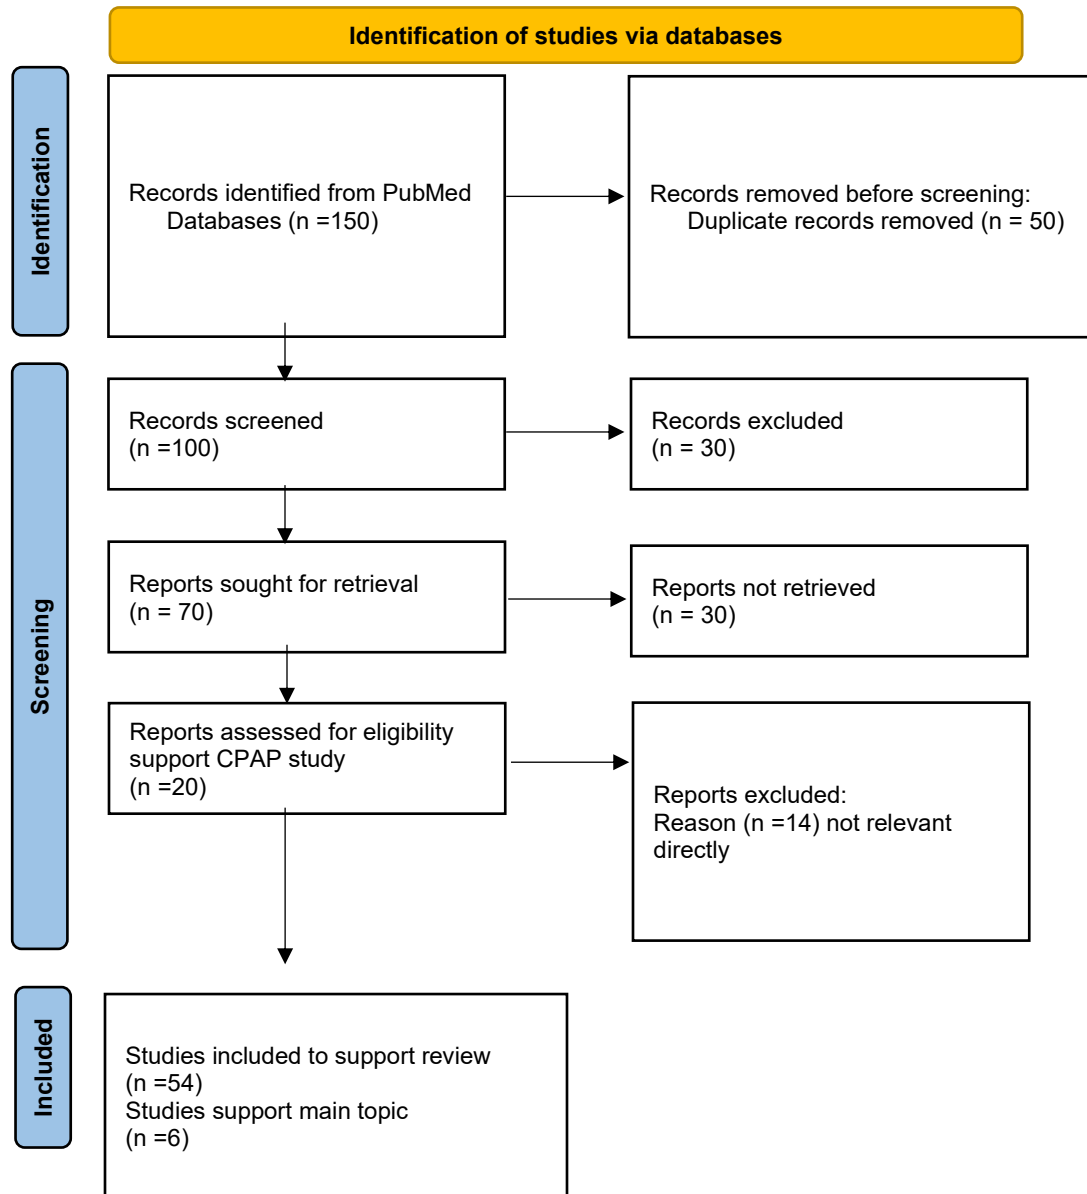 Identification of studies via databases
Identification
Records identified from PubMed
Databases (n =150)
Records removed before screening:
Duplicate records removed (n = 50)
Screening
Records screened
(n =100)
Records excluded
(n = 30)
Reports sought for retrieval
(n = 70)
Reports not retrieved
(n = 30)
Reports assessed for eligibility
support CPAP study
(n =20)
Reports excluded:
Reason (n =14) not relevant
directly
Included
Studies included to support review
(n =54)
Studies support main topic
(n =6)